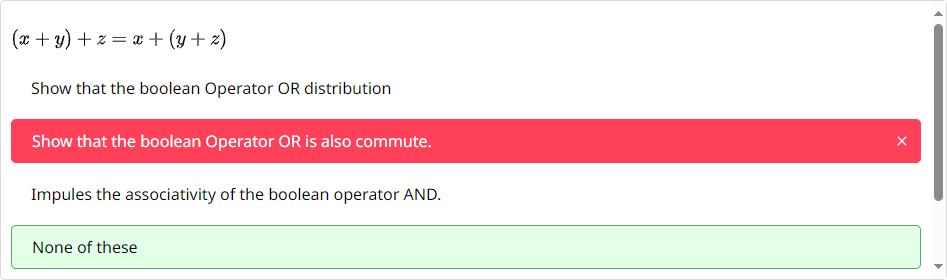 (x + y) + z = x + (y + z)
Show that the boolean Operator OR distribution
Show that the boolean Operator OR is also commute.
Impules the associativity of the boolean operator AND.
None of these